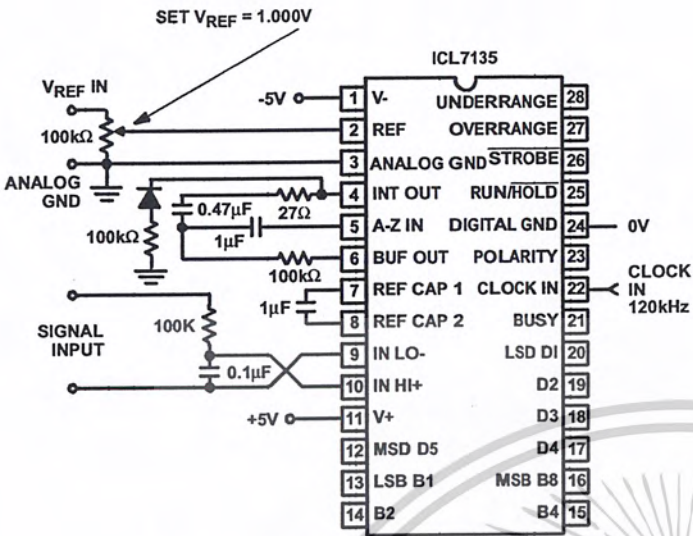 SET VREF = 1.000V
ICL7135
VREF IN
100kΩ
ANALOG GND
-5V
1 V-
2 REF
3 ANALOG GND
4 INT OUT
5 A-Z IN
6 BUF OUT
7 REF CAP 1
8 REF CAP 2
9 IN LO-
10 IN HI+
11 V+
12 MSD D5
13 LSB B1
14 B2
UNDERRANGE 28
OVERRANGE 27
STROBE 26
RUN/HOLD 25
DIGITAL GND 24
POLARITY 23
CLOCK IN 22
BUSY 21
LSD DI 20
D2 19
D3 18
D4 17
MSB B8 16
B4 15
0V
CLOCK
IN
120kHz
0.47µF
27Ω
100kΩ
1µF
100kΩ
1µF
SIGNAL
INPUT
100K
0.1µF
+5V